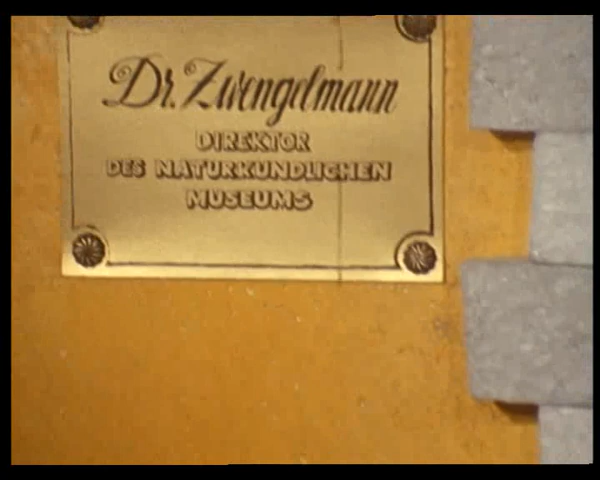 Dr. Zwengelmann
DIREKTOR
DES NATURKUNDLICHEN
MUSEUMS